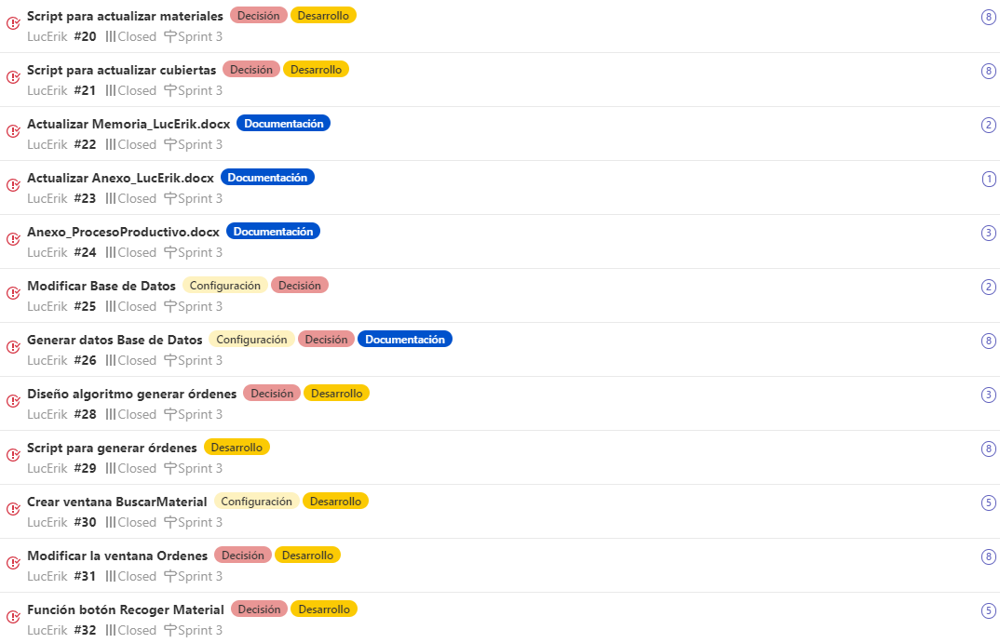 Script para actualizar materiales Decisión Desarrollo 8
LucErik #20 Closed Sprint 3
Script para actualizar cubiertas Decisión Desarrollo 8
LucErik #21 Closed Sprint 3
Actualizar Memoria_LucErik.docx Documentación 2
LucErik #22 Closed Sprint 3
Actualizar Anexo_LucErik.docx Documentación 1
LucErik #23 Closed Sprint 3
Anexo_ProcesoProductivo.docx Documentación 3
LucErik #24 Closed Sprint 3
Modificar Base de Datos Configuración Decisión 2
LucErik #25 Closed Sprint 3
Generar datos Base de Datos Configuración Decisión Documentación 8
LucErik #26 Closed Sprint 3
Diseño algoritmo generar órdenes Decisión Desarrollo 3
LucErik #28 Closed Sprint 3
Script para generar órdenes Desarrollo 8
LucErik #29 Closed Sprint 3
Crear ventana BuscarMaterial Configuración Desarrollo 5
LucErik #30 Closed Sprint 3
Modificar la ventana Ordenes Decisión Desarrollo 8
LucErik #31 Closed Sprint 3
Función botón Recoger Material Decisión Desarrollo 5
LucErik #32 Closed Sprint 3